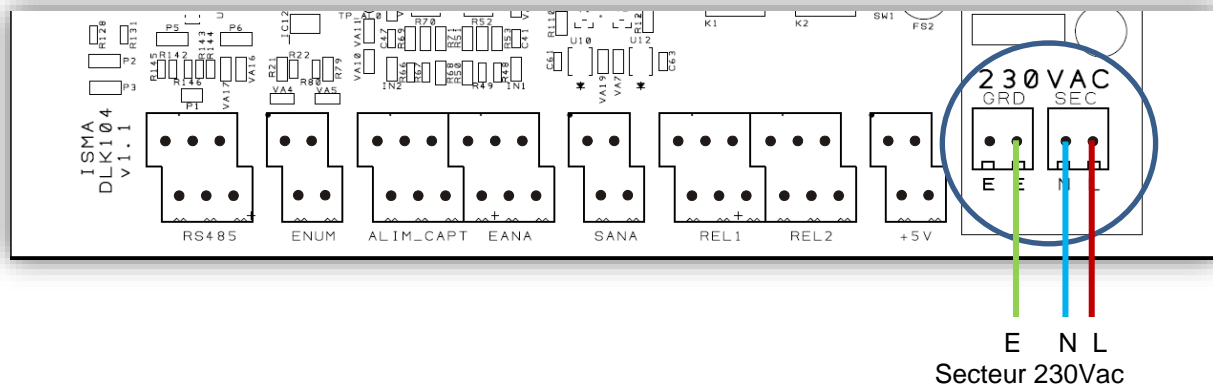 R128
R131
P2
P3
P5
P6
R145
R142
R143
R144
R146
P1
VA17
VA16
IC12
R21
R22
R80
R79
VA4
VA5
VA11
VA10
C47
R69
R70
R66
R67
R68
IN2
R71
R52
R53
C41
R50
R49
R48
IN1
R110
U10
U12
C61
VA19
VA7
C63
K1
K2
SW1
FS2
230VAC
GRD SEC
E E N L
ISMA
DLK104
v1.1
RS485 ENUM ALIM_CAPT EANA SANA REL1 REL2 +5V
E N L
Secteur 230Vac